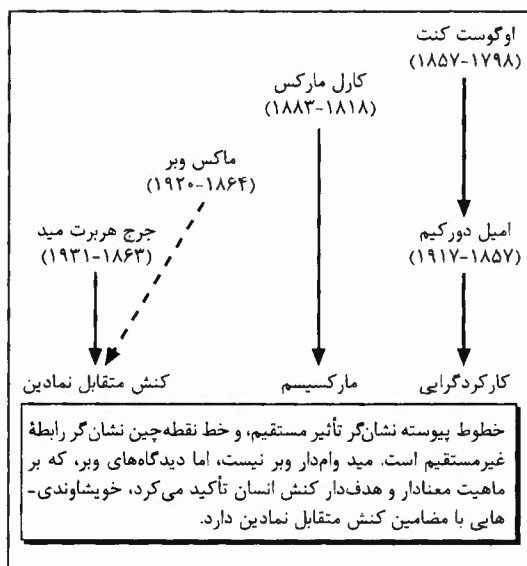 اوگوست کنت
(۱۸۵۷-۱۷۹۸)
کارل مارکس
(۱۸۸۳-۱۸۱۸)
ماکس وبر
(۱۹۲۰-۱۸۶۴)
امیل دورکیم
(۱۹۱۷-۱۸۵۷)
جرج هربرت مید
(۱۹۳۱-۱۸۶۳)
کارکردگرایی
مارکسیسم
کنش متقابل نمادین
خطوط پیوسته نشان‌گر تأثیر مستقیم، و خط نقطه‌چین نشان‌گر رابطهٔ
غیرمستقیم است. مید وام‌دار وبر نیست، اما دیدگاه‌های وبر، که بر
ماهیت معنادار و هدف‌دار کنش انسان تأکید می‌کرد، خویشاوندی-
هایی با مضامین کنش متقابل نمادین دارد.